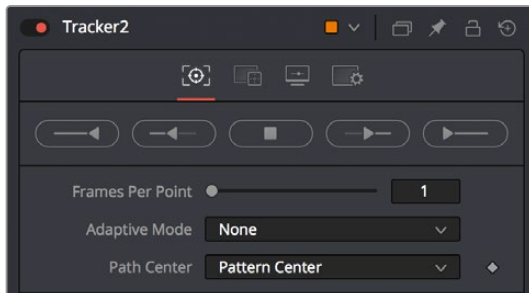 Tracker2
Frames Per Point 1
Adaptive Mode None
Path Center Pattern Center